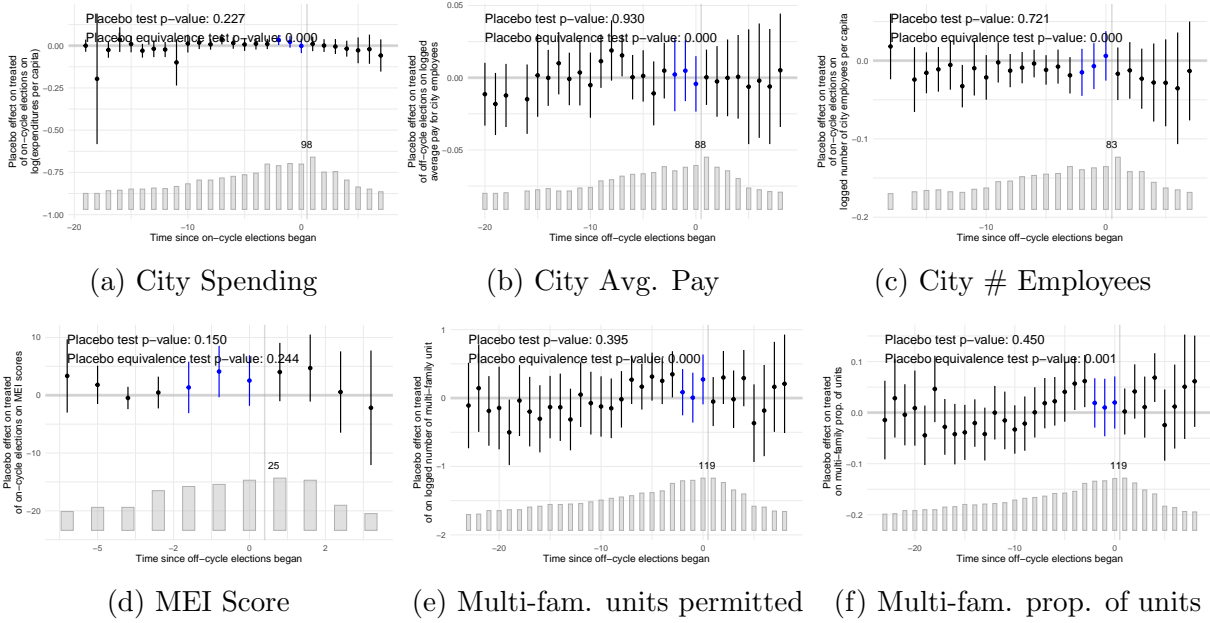 Placebo test p−value: 0.227
Placebo equivalence test p−value: 0.000
Placebo effect on treated
of on−cycle elections on
log(expenditures per capita)
0.00
−0.25
−0.50
−0.75
−1.00
98
−20
−10
0
Time since on−cycle elections began
(a) City Spending
Placebo test p−value: 0.930
Placebo equivalence test p−value: 0.000
Placebo effect on treated
of off−cycle elections on logged
average pay for city employees
0.05
0.00
−0.05
88
−20
−10
0
Time since off−cycle elections began
(b) City Avg. Pay
Placebo test p−value: 0.721
Placebo equivalence test p−value: 0.000
Placebo effect on treated
of on−cycle elections on
logged number of city employees per capita
0.0
−0.1
−0.2
83
−10
0
Time since off−cycle elections began
(c) City # Employees
Placebo test p−value: 0.150
Placebo equivalence test p−value: 0.244
Placebo effect on treated
of on−cycle elections on MEI scores
10
0
−10
−20
25
−5
−2
0
2
Time since off−cycle elections began
(d) MEI Score
Placebo test p−value: 0.395
Placebo equivalence test p−value: 0.000
Placebo effect on treated
of on logged number of multi−family unit
1
0
−1
−2
119
−20
−10
0
Time since off−cycle elections began
(e) Multi-fam. units permitted
Placebo test p−value: 0.450
Placebo equivalence test p−value: 0.001
Placebo effect on treated
on multi−family prop. of units
0.1
0.0
−0.1
−0.2
119
−20
−10
0
Time since off−cycle elections began
(f) Multi-fam. prop. of units